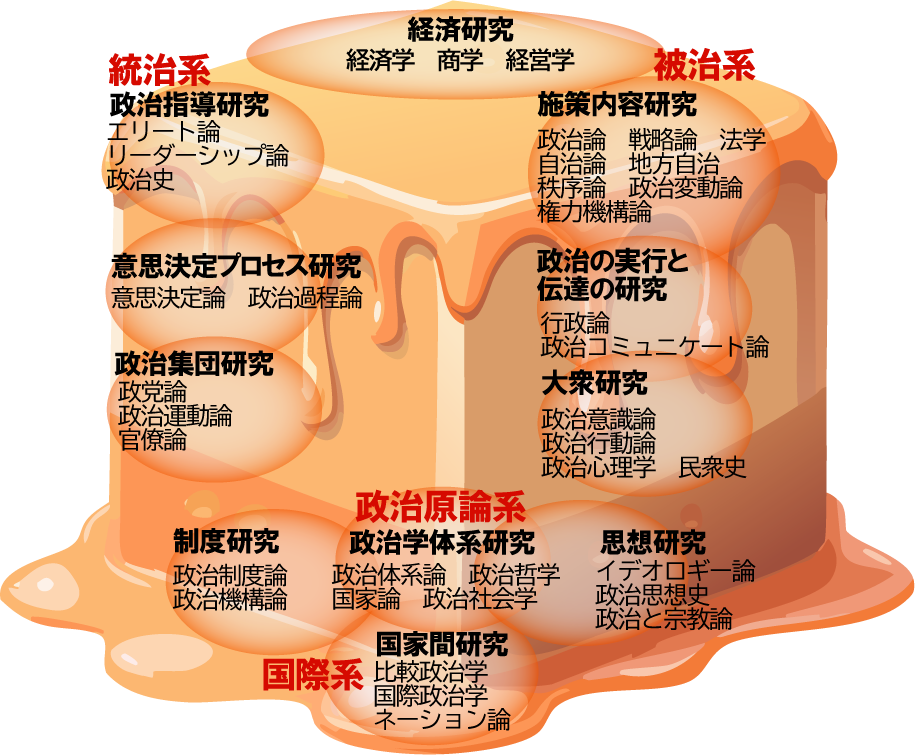 経済研究
経済学　商学　経営学
統治系
政治指導研究
エリート論
リーダーシップ論
政治史
意思決定プロセス研究
意思決定論　政治過程論
政治集団研究
政党論
政治運動論
官僚論
被治系
施策内容研究
政治論　戦略論　法学
自治論　地方自治
秩序論　政治変動論
権力機構論
政治の実行と
伝達の研究
行政論
政治コミュニケート論
大衆研究
政治意識論
政治行動論
政治心理学　民衆史
政治原論系
制度研究
政治制度論
政治機構論
政治学体系研究
政治体系論　政治哲学
国家論　政治社会学
思想研究
イデオロギー論
政治思想史
政治と宗教論
国際系
国家間研究
比較政治学
国際政治学
ネーション論